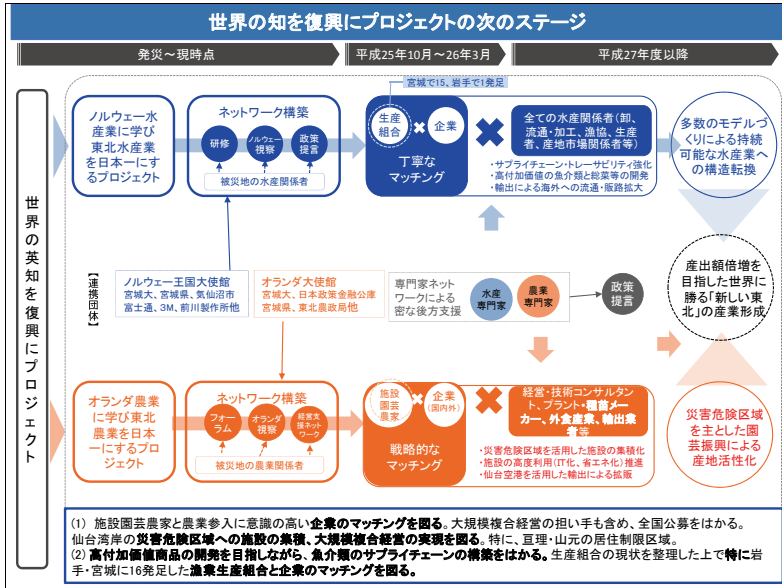 世界の知を復興にプロジェクトの次のステージ
発災～現時点
平成25年10月～26年3月
平成27年度以降
世界の英知を復興にプロジェクト
宮城で15、岩手で1発足
ノルウェー水
産業に学び
東北水産業
を日本一にす
るプロジェクト
ネットワーク構築
研修
ノルウェー
視察
政策
提言
被災地の水産関係者
生産
組合
企業
丁寧な
マッチング
全ての水産関係者(卸、
流通・加工、漁協、生産
者、産地市場関係者等)
・サプライチェーン・トレーサビリティ強化
・高付加価値の魚介類と総菜等の開発
・輸出による海外への流通・販路拡大
多数のモデルづ
くりによる持続
可能な水産業へ
の構造転換
【連携団体】
ノルウェー王国大使館
宮城大、宮城県、気仙沼市
富士通、3M、前川製作所他
オランダ大使館
宮城大、日本政策金融公庫
宮城県、東北農政局他
専門家ネット
ワークによる
密な後方支援
水産
専門家
農業
専門家
政策
提言
産出額倍増を
目指した世界に
勝る「新しい東
北」の産業形成
オランダ農業
に学び東北
農業を日本
一にするプロ
ジェクト
ネットワーク構築
フォー
ラム
オランダ
視察
経営支
援ネット
ワーク
被災地の農業関係者
施設
園芸
農家
企業
(国内外)
戦略的な
マッチング
経営・技術コンサルタン
ト、プラント・種苗メー
カー、外食産業、輸出業
者等
・災害危険区域を活用した施設の集積化
・施設の高度利用(IT化、省エネ化)推進
・仙台空港を活用した輸出による拡販
災害危険区域
を主とした園
芸振興による
産地活性化
(1) 施設園芸農家と農業参入に意識の高い企業のマッチングを図る。大規模複合経営の担い手も含め、全国公募をはかる。
仙台湾岸の災害危険区域への施設の集積、大規模複合経営の実現を図る。特に、亘理・山元の居住制限区域。
(2) 高付加価値商品の開発を目指しながら、魚介類のサプライチェーンの構築をはかる。生産組合の現状を整理した上で特に岩
手・宮城に16発足した漁業生産組合と企業のマッチングを図る。